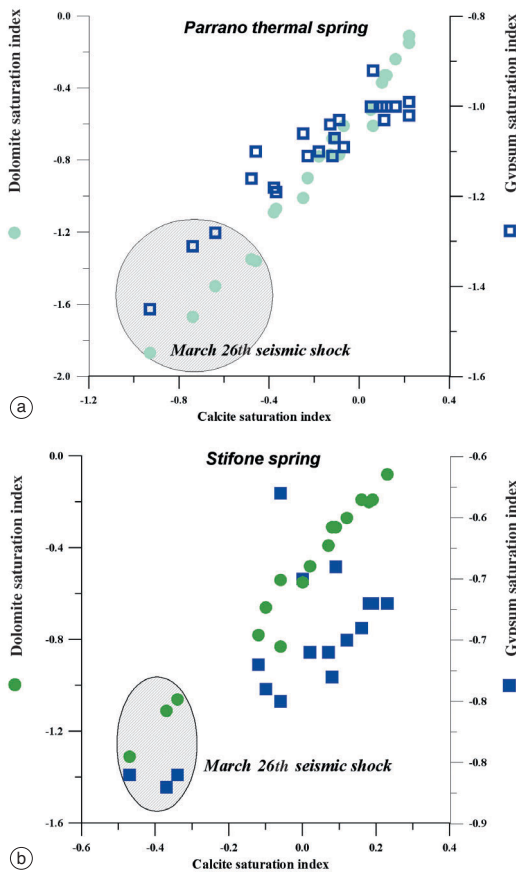 Parrano thermal spring
Dolomite saturation index
0.0
-0.4
-0.8
-1.2
-1.6
-2.0
Gypsum saturation index
-0.8
-1.0
-1.2
-1.4
-1.6
March 26th seismic shock
-1.2
-0.8
-0.4
0.0
0.4
Calcite saturation index
a
Stifone spring
Dolomite saturation index
0.0
-0.4
-0.8
-1.2
-1.6
Gypsum saturation index
-0.6
-0.6
-0.7
-0.7
-0.8
-0.8
-0.9
March 26th seismic shock
-0.6
-0.4
-0.2
0.0
0.2
0.4
Calcite saturation index
b